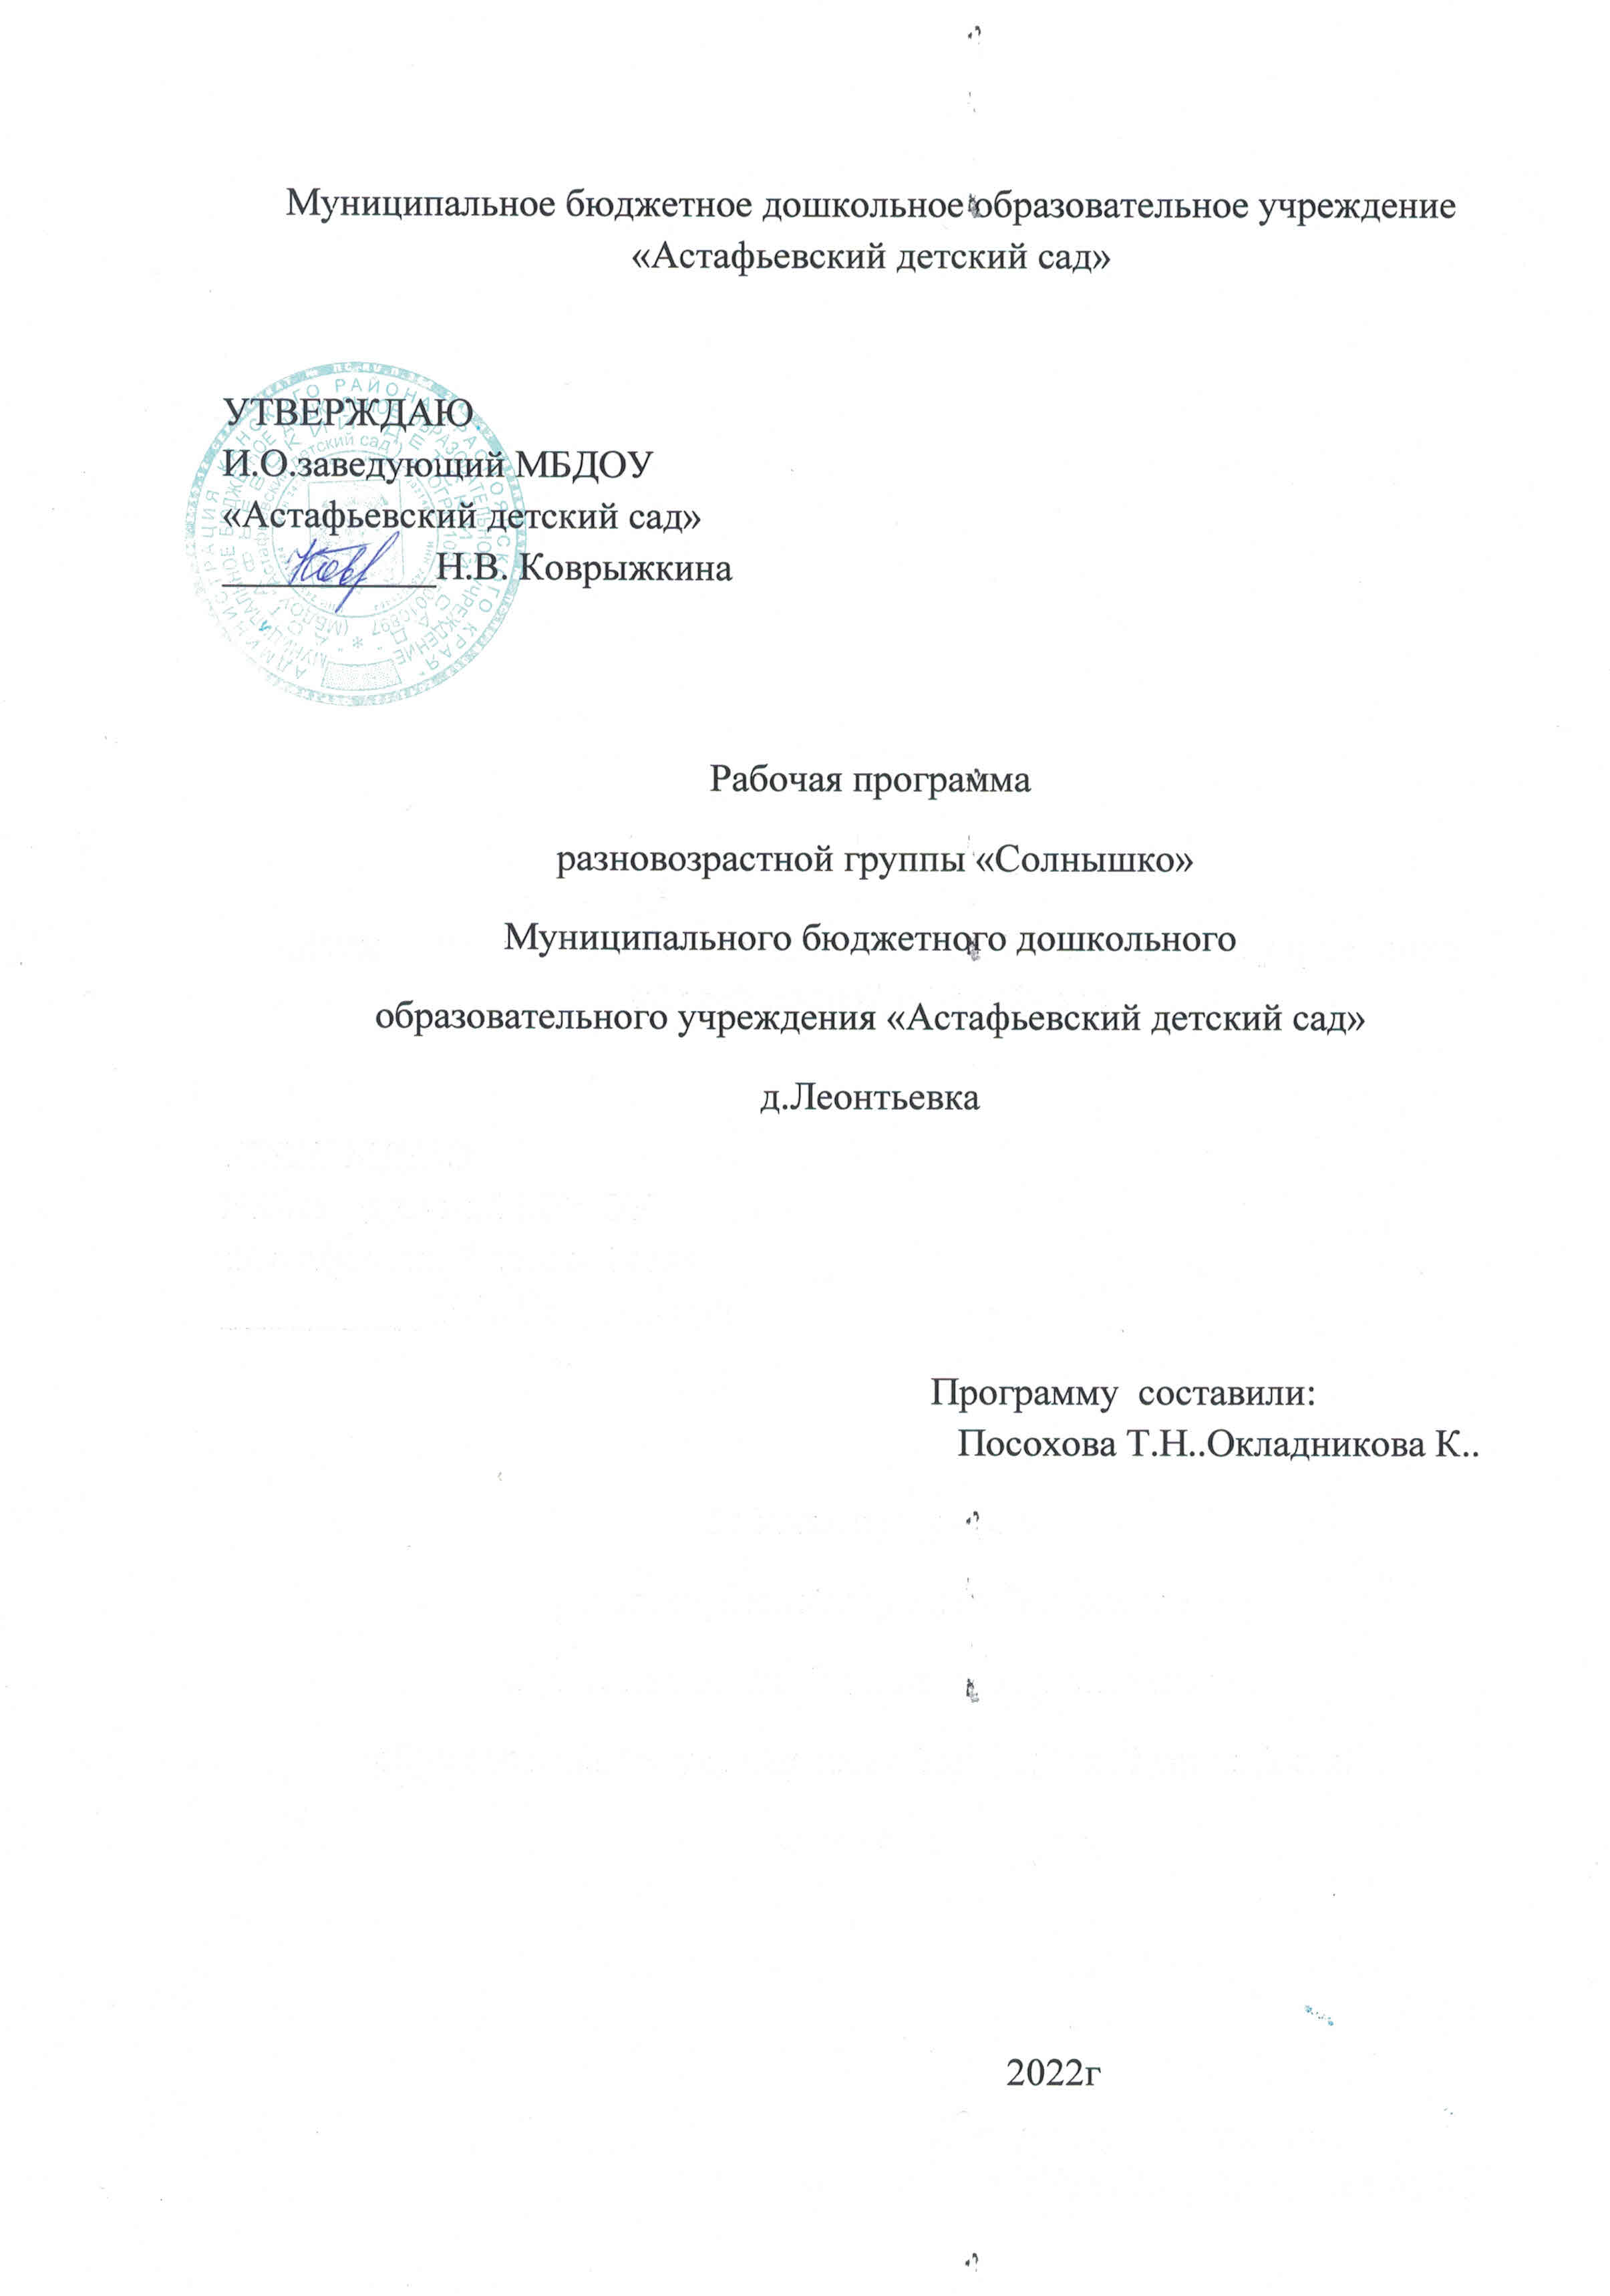 Муниципальное бюджетное дошкольное образовательное учреждение
«Астафьевский детский сад»
УТВЕРЖДАЮ
И.О.заведующий МБДОУ
«Астафьевский детский сад»
___________Н.В. Коврыжкина
Рабочая программа
разновозрастной группы «Солнышко»
Муниципального бюджетного дошкольного
образовательного учреждения «Астафьевский детский сад»
д.Леонтьевка
Программу  составили:
Посохова Т.Н..Окладникова К..
2022г